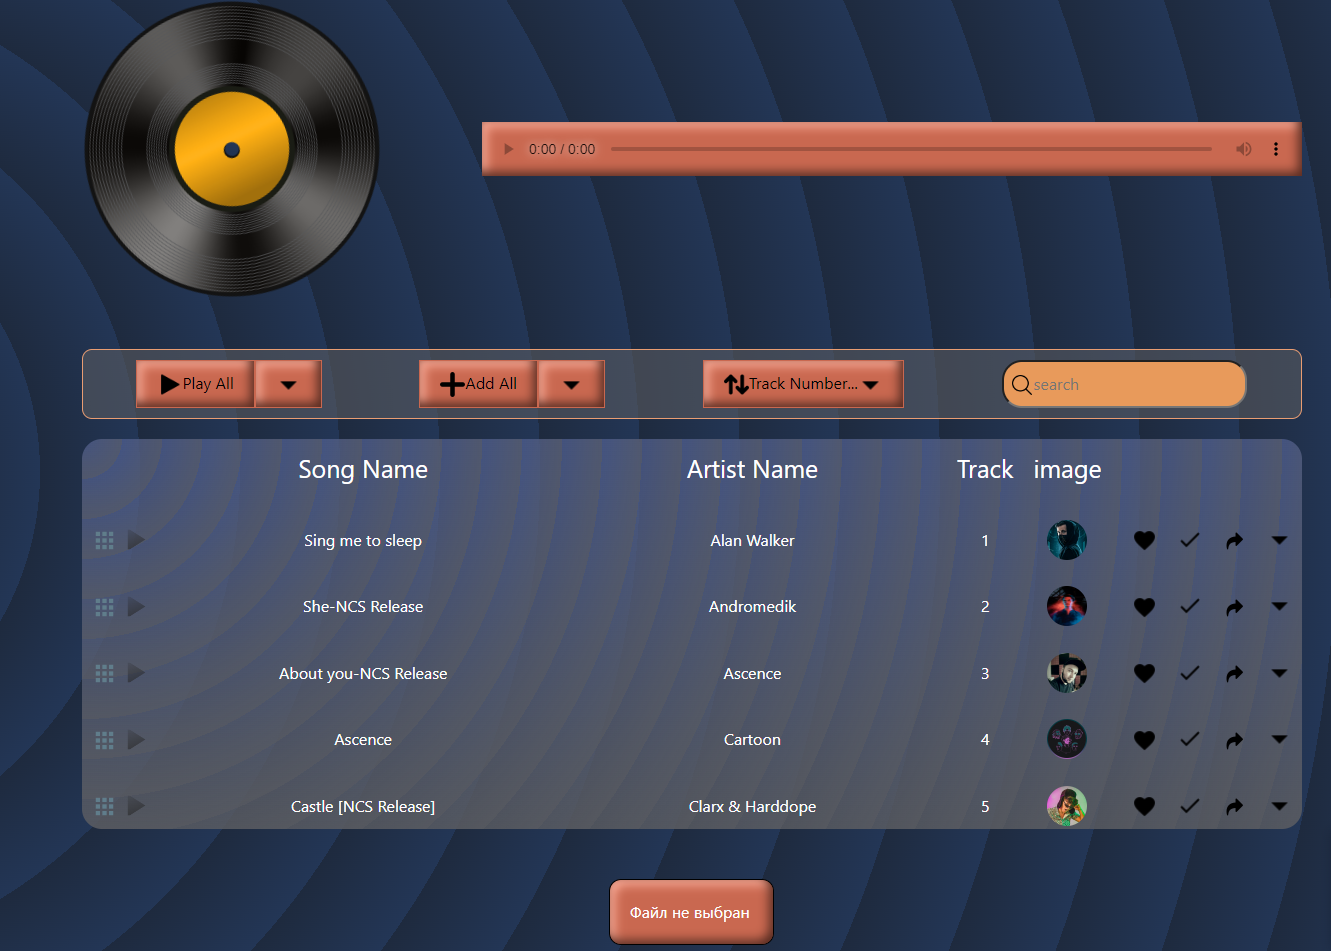 0:00 / 0:00
Play All
Add All
Track Number...
search
Song Name Artist Name Track image
Sing me to sleep Alan Walker 1
She-NCS Release Andromedik 2
About you-NCS Release Ascence 3
Ascence Cartoon 4
Castle [NCS Release] Clarx & Harddope 5
Файл не выбран